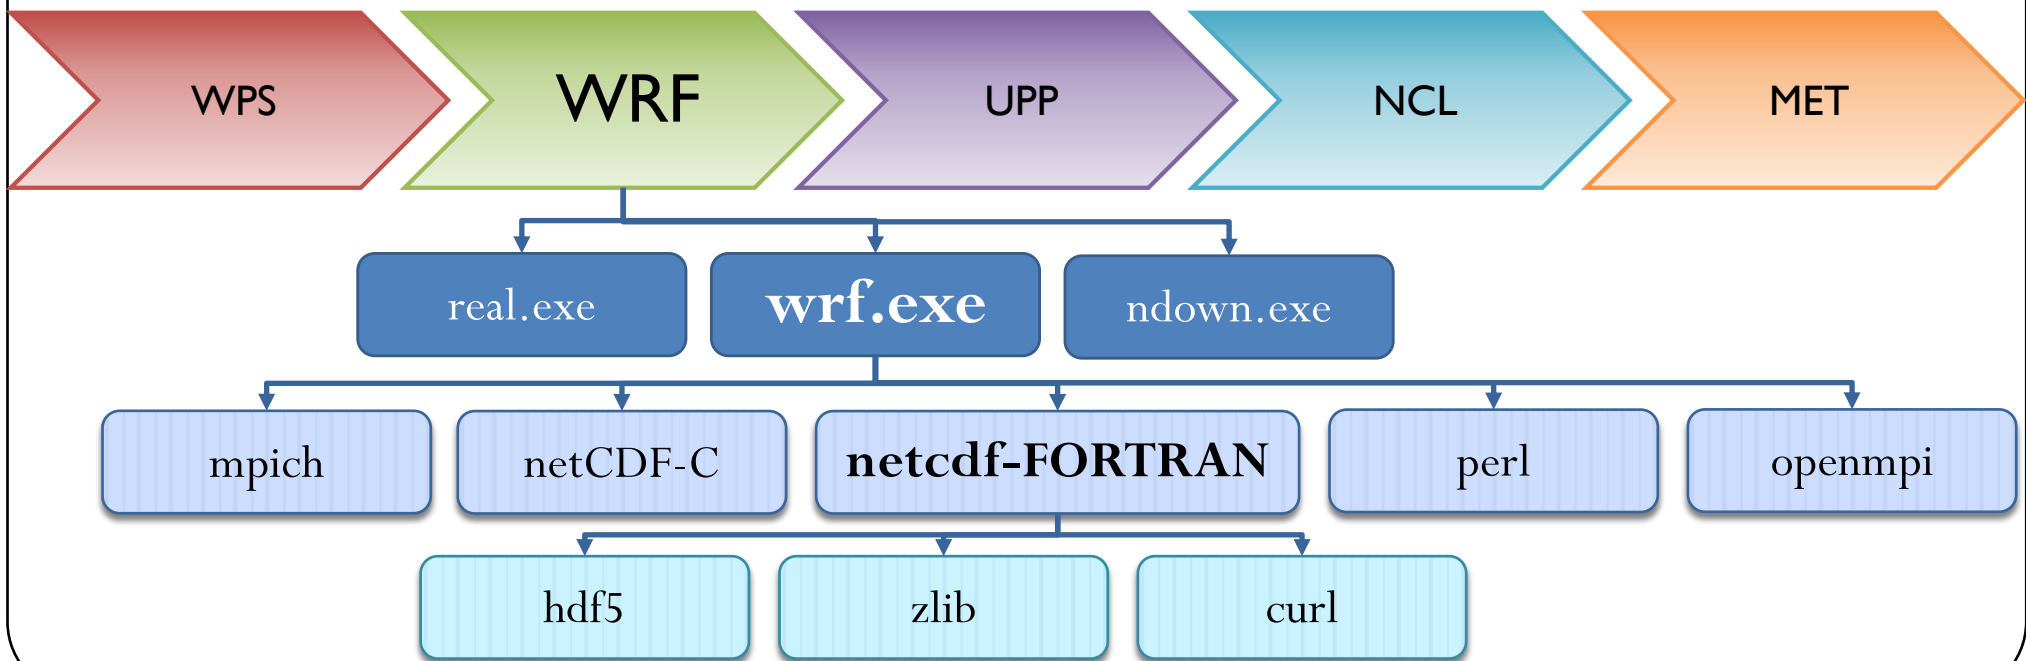 WPS
WRF
UPP
NCL
MET
real.exe
wrf.exe
ndown.exe
mpich
netCDF-C
netcdf-FORTRAN
perl
openmpi
hdf5
zlib
curl